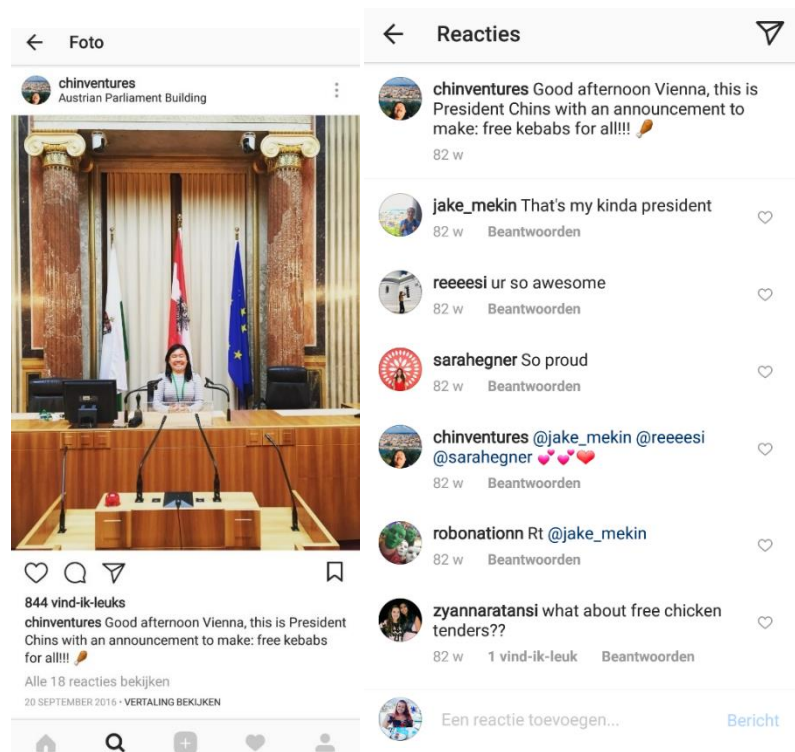 Foto
chinventures
Austrian Parliament Building
844 vind-ik-leuks
chinventures Good afternoon Vienna, this is President
Chins with an announcement to make: free kebabs
for all!!! 🍗
Alle 18 reacties bekijken
20 SEPTEMBER 2016 • VERTALING BEKIJKEN
Reacties
chinventures Good afternoon Vienna, this is
President Chins with an announcement to
make: free kebabs for all!!! 🍗
82 w
jake_mekin That's my kinda president
82 w Beantwoorden
reeeesi ur so awesome
82 w Beantwoorden
sarahegner So proud
82 w Beantwoorden
chinventures @jake_mekin @reeeesi
@sarahegner 💕💕❤
82 w Beantwoorden
robonationn Rt @jake_mekin
82 w Beantwoorden
zyannaratansi what about free chicken
tenders??
82 w 1 vind-ik-leuk Beantwoorden
Een reactie toevoegen... Bericht